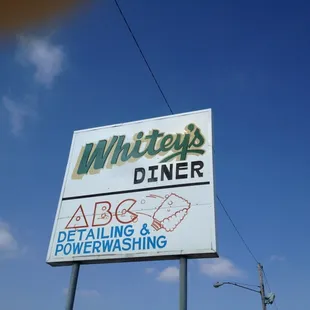 Whitey's
DINER
ABC
DETAILING &
POWERWASHING